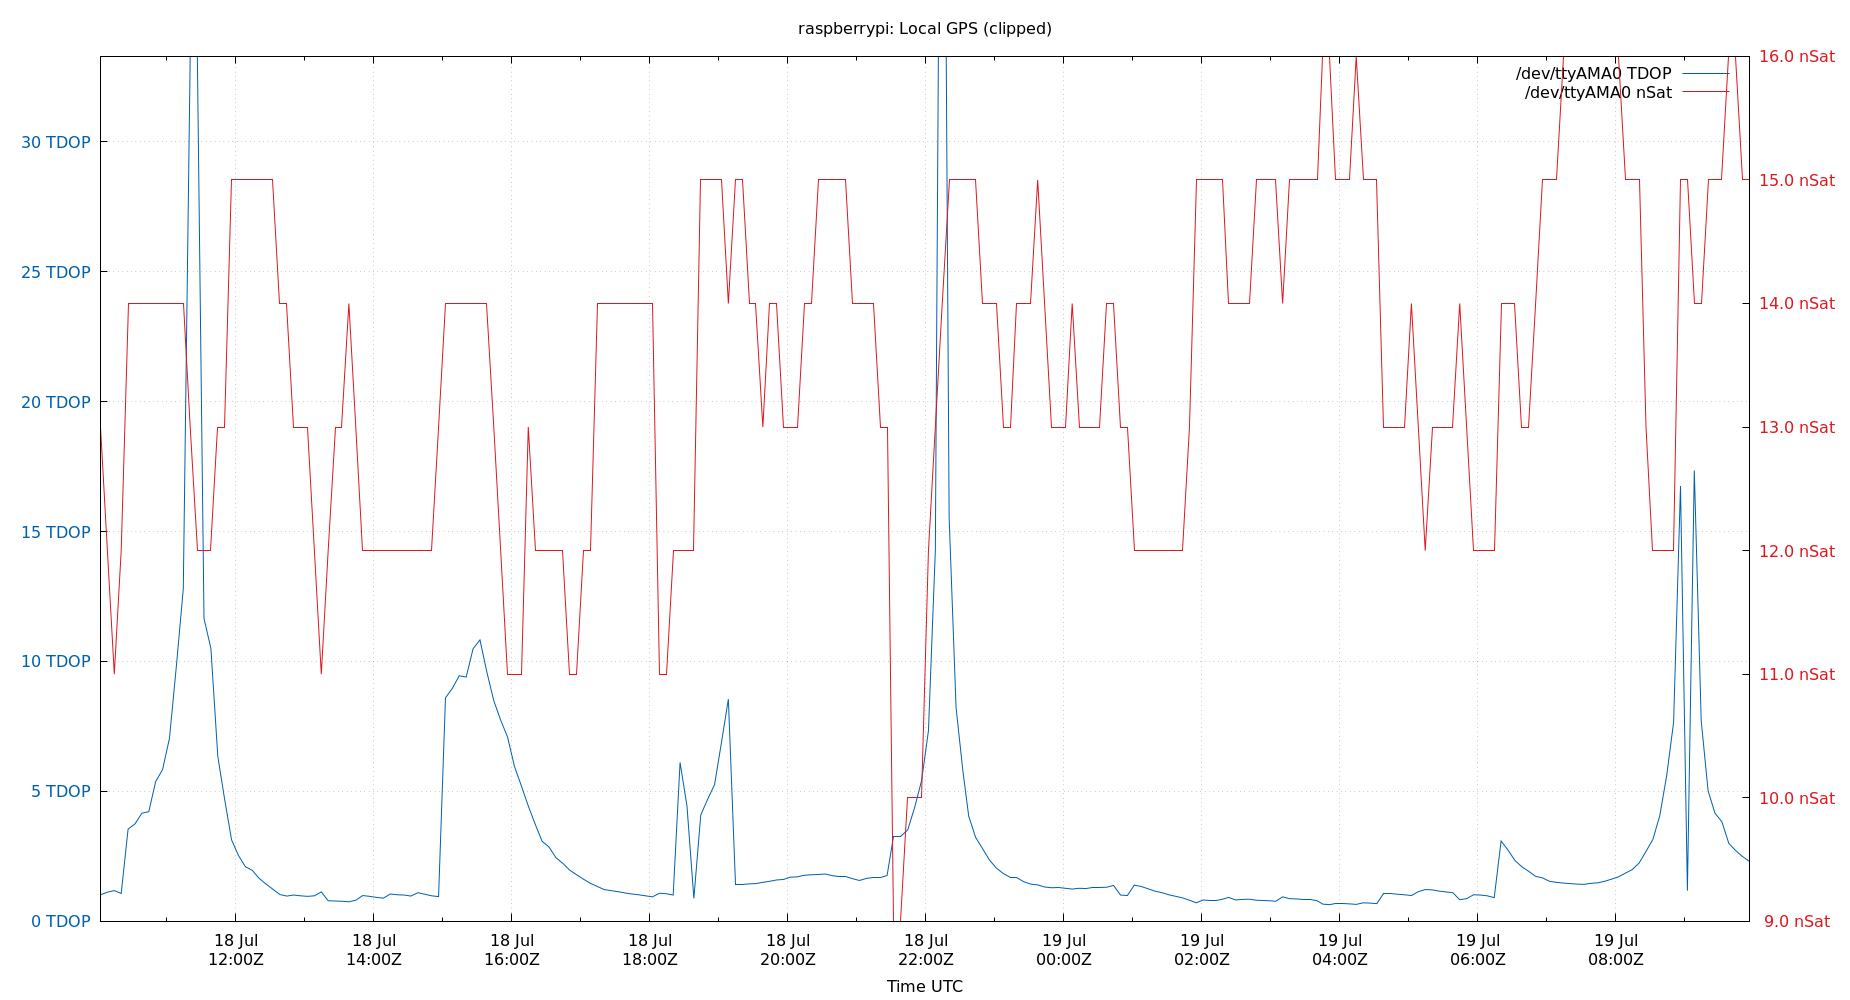 raspberrypi: Local GPS (clipped)
/dev/ttyAMA0 TDOP
/dev/ttyAMA0 nSat
30 TDOP
25 TDOP
20 TDOP
15 TDOP
10 TDOP
5 TDOP
0 TDOP
16.0 nSat
15.0 nSat
14.0 nSat
13.0 nSat
12.0 nSat
11.0 nSat
10.0 nSat
9.0 nSat
18 Jul
12:00Z
18 Jul
14:00Z
18 Jul
16:00Z
18 Jul
18:00Z
18 Jul
20:00Z
18 Jul
22:00Z
19 Jul
00:00Z
19 Jul
02:00Z
19 Jul
04:00Z
19 Jul
06:00Z
19 Jul
08:00Z
Time UTC